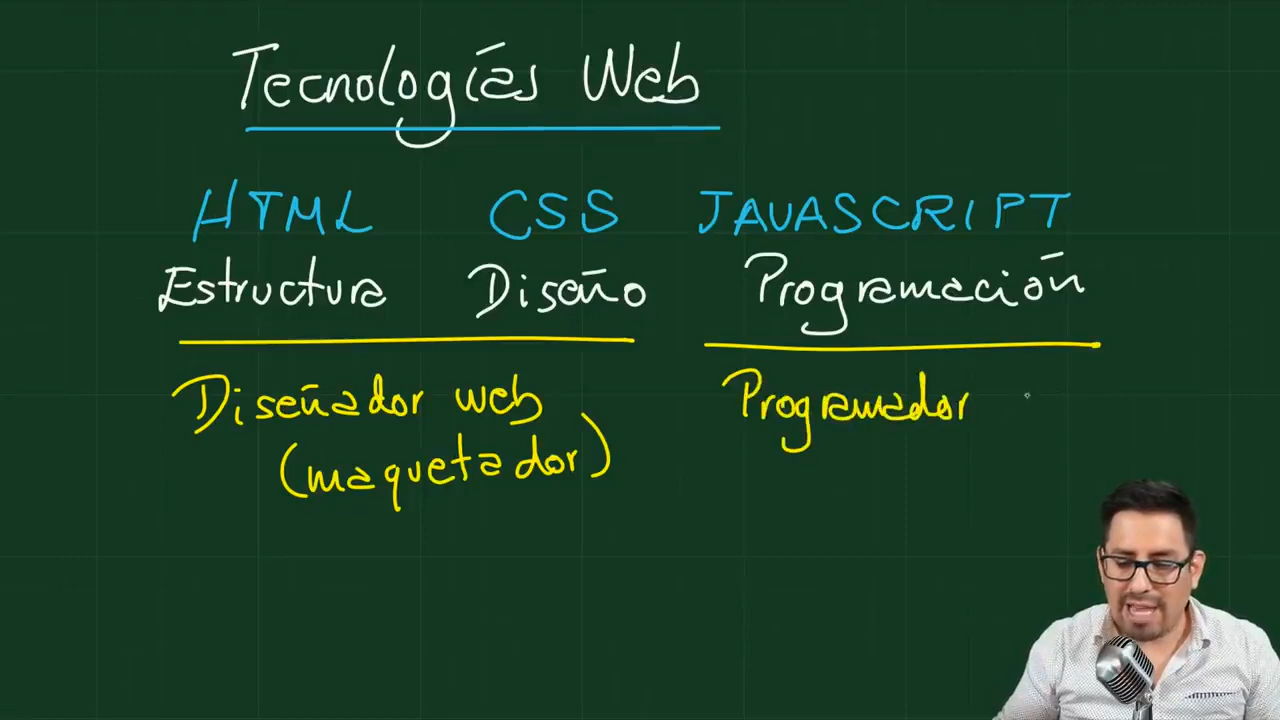 Tecnologías Web
HTML CSS JAVASCRIPT
Estructura Diseño Programación
Diseñador web Programador
(maquetador)